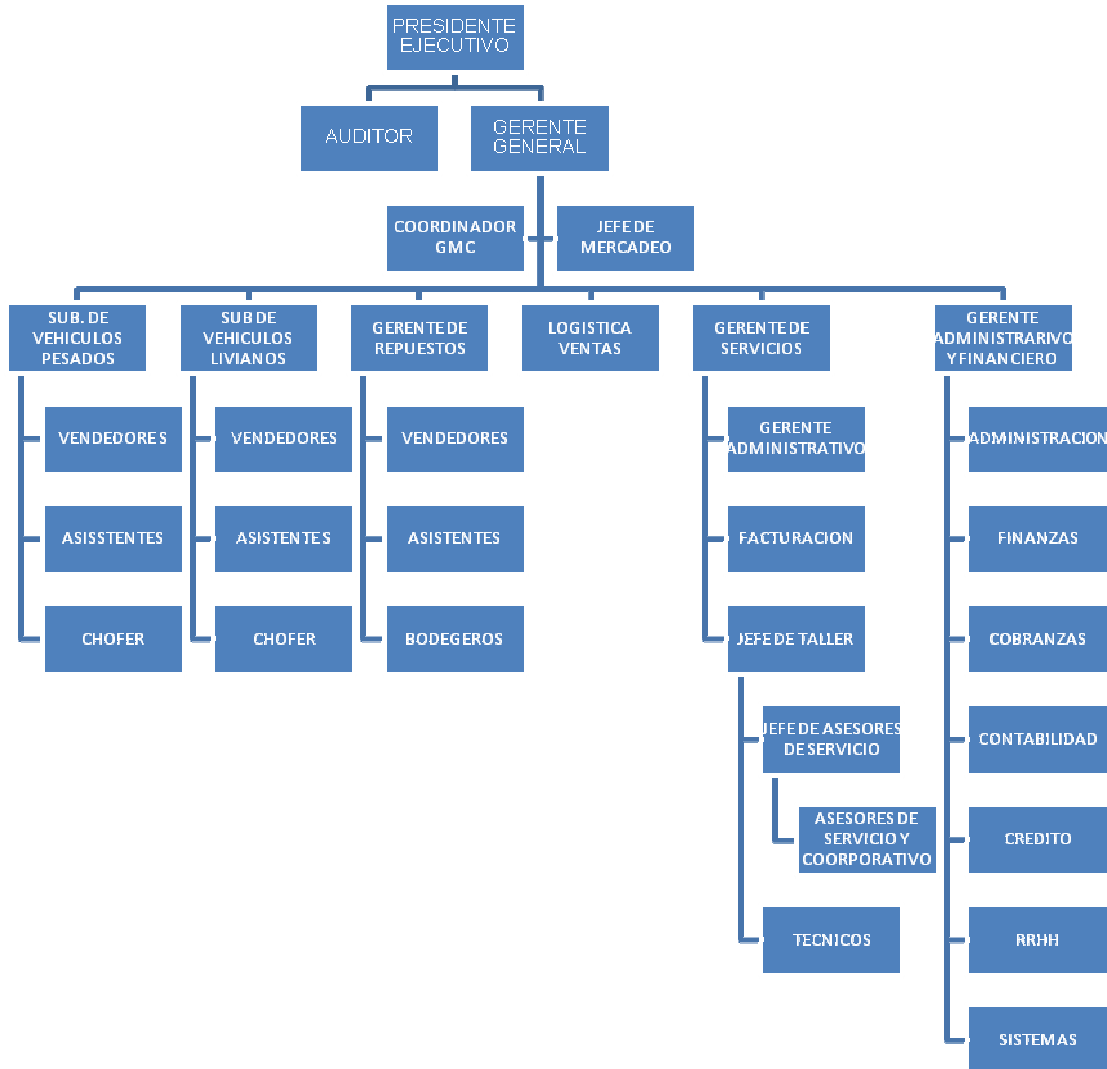 PRESIDENTE
EJECUTIVO
AUDITOR
GERENTE
GENERAL
COORDINADOR
GMC
JEFE DE
MERCADEO
SUB. DE
VEHICULOS
PESADOS
SUB DE
VEHICULOS
LIVIANOS
GERENTE DE
REPUESTOS
LOGISTICA
VENTAS
GERENTE DE
SERVICIOS
GERENTE
ADMINISTRARIVO
Y FINANCIERO
VENDEDORES
ASISSTENTES
CHOFER
VENDEDORES
ASISTENTES
CHOFER
VENDEDORES
ASISTENTES
BODEGEROS
GERENTE
ADMINISTRATIVO
FACTURACION
JEFE DE TALLER
JEFE DE ASESORES
DE SERVICIO
ASESORES DE
SERVICIO Y
COORPORATIVO
TECNICOS
ADMINISTRACION
FINANZAS
COBRANZAS
CONTABILIDAD
CREDITO
RRHH
SISTEMAS